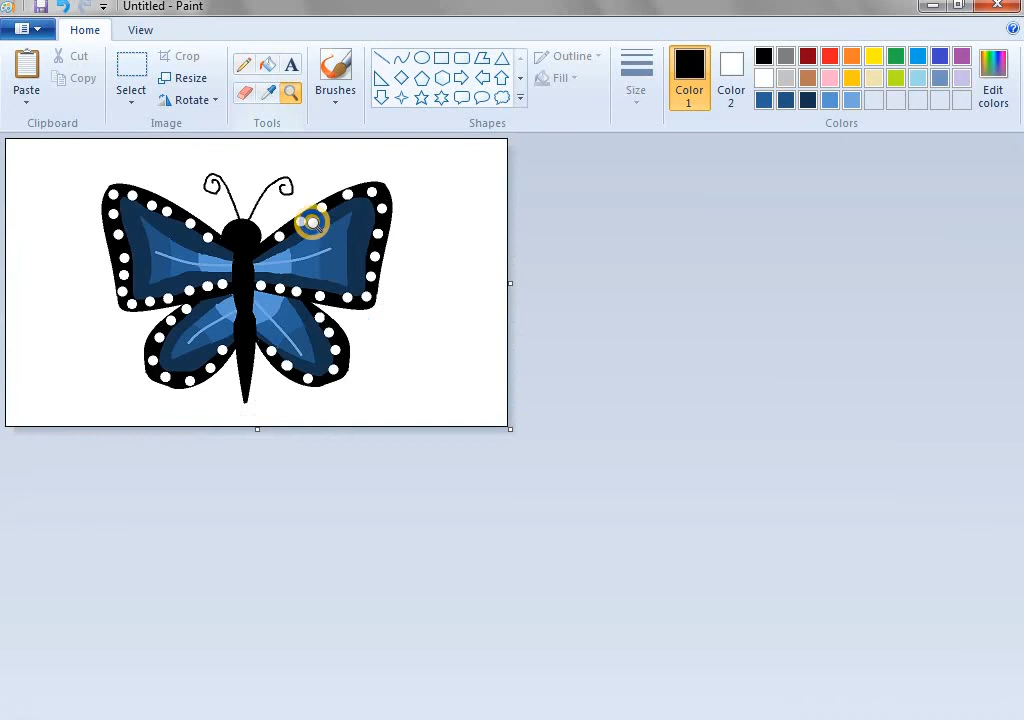 Untitled - Paint
Home View
Paste
Cut
Copy
Clipboard
Select
Crop
Resize
Rotate
Image
A
Tools
Brushes
Outline
Fill
Shapes
Size
Color 1
Color 2
Edit colors
Colors